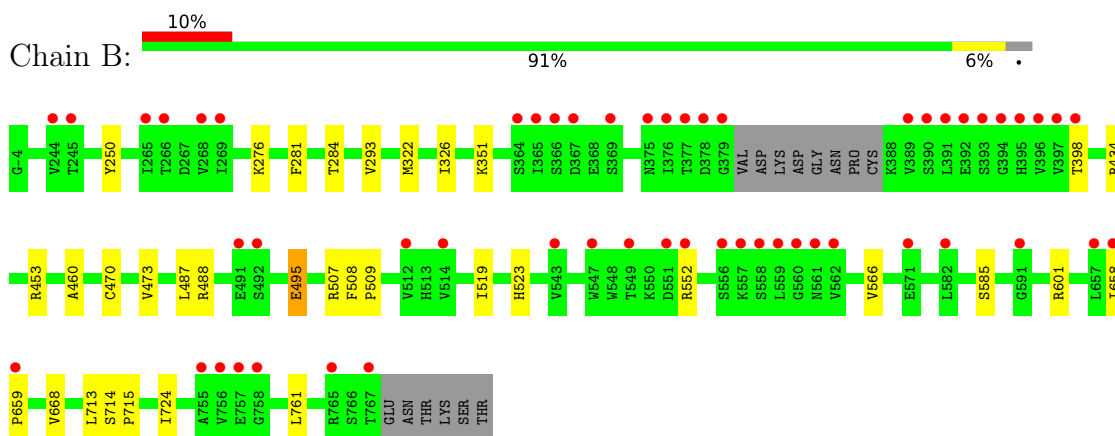 10%
Chain B:
91% 6% •
G-4 V244 T245 Y250 I265 T266 D267 V268 I269 K276 F281 T284 V293 M322 I326 K351 S364 I365 S366 D367 E368 S369 N375 I376 T377 D378 G379 VAL ASP LYS ASP GLY ASN PRO CYS K388 V389 S390 L391 E392 S393 G394 H395 V396 V397 T398
R453 A460 C470 V473 L487 R488 E491 S492 E495 R507 F508 P509 V512 H513 V514 I519 H523 V543 W547 W548 T549 K550 D551 R552 S556 K557 S558 L559 G560 N561 V562 V566 E571 L582 S585 G591 R601 L657
P659 V668 L713 S714 P715 I724 A755 V756 E757 G758 L761 R765 S766 T767 GLU ASN THR LYS SER THR